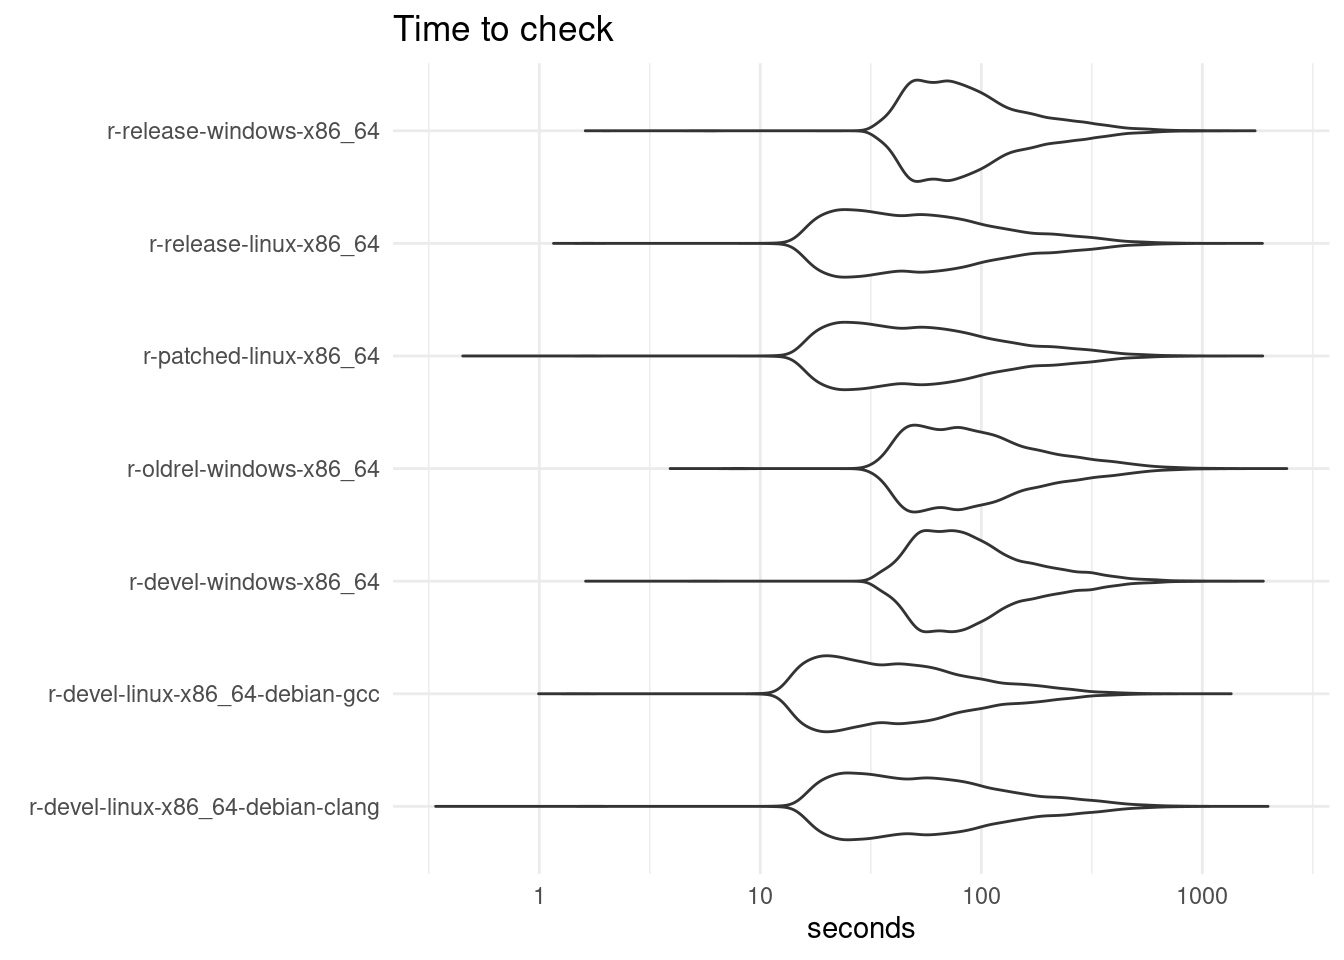 Time to check
r-release-windows-x86_64
r-release-linux-x86_64
r-patched-linux-x86_64
r-oldrel-windows-x86_64
r-devel-windows-x86_64
r-devel-linux-x86_64-debian-gcc
r-devel-linux-x86_64-debian-clang
1 10 100 1000
seconds